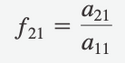 f₂₁ = a₂₁ / a₁₁